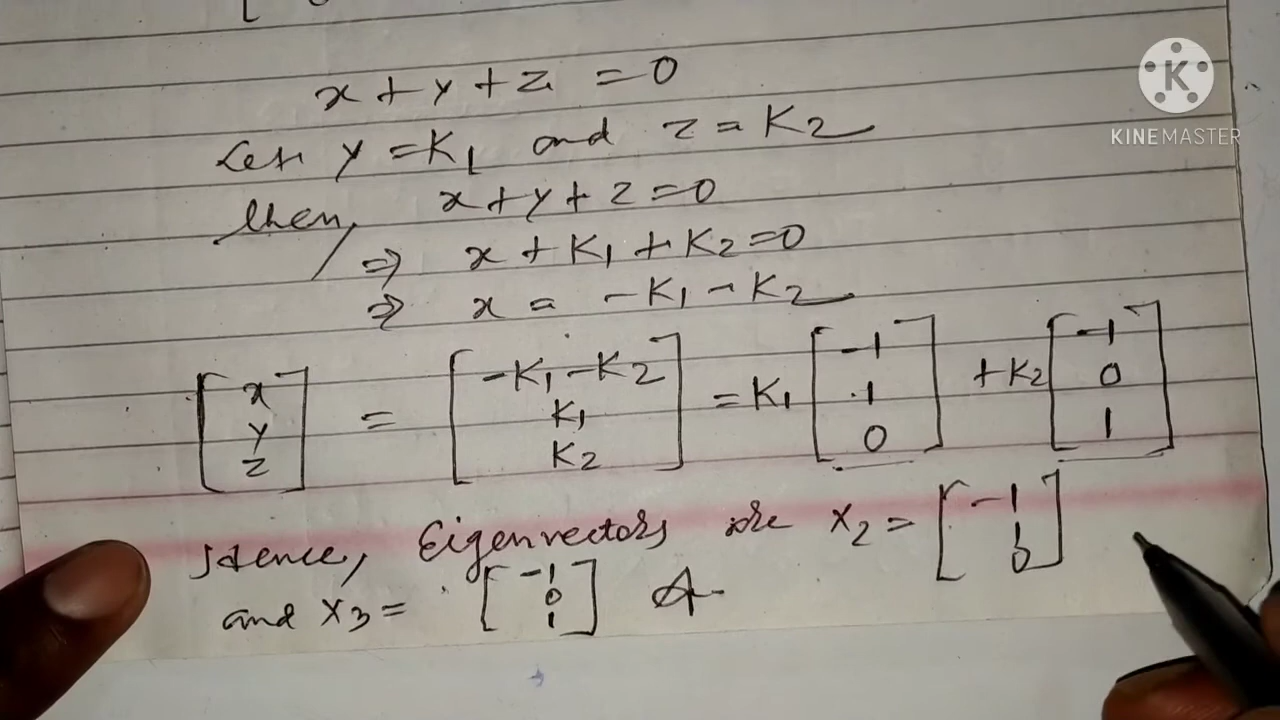 x + y + z = 0
Let y = K1 and z = K2
then, x + y + z = 0
⇒ x + K1 + K2 = 0
⇒ x = -K1 - K2
[x y z] = [-K1-K2 K1 K2] = K1 [-1 1 0] + K2 [-1 0 1]
Hence, Eigenvectors are x2 = [-1 1 0]
and x3 = [-1 0 1]
K
KINEMASTER